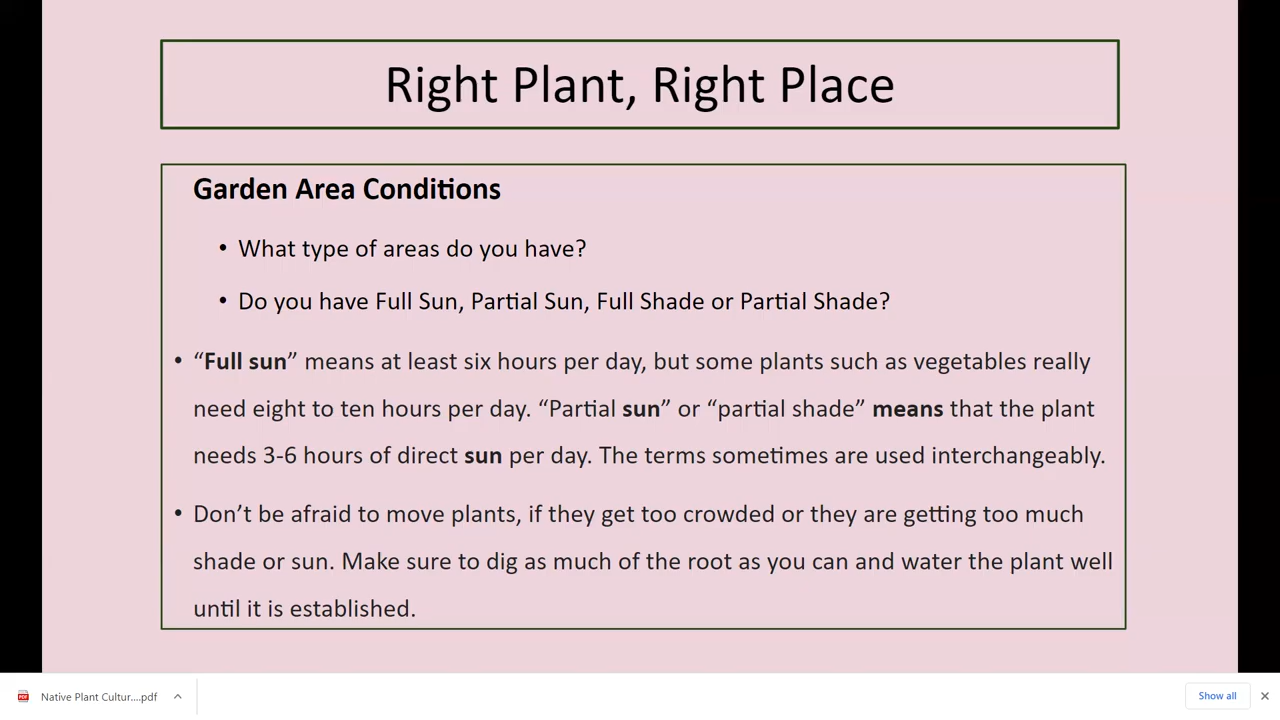 Right Plant, Right Place
Garden Area Conditions
• What type of areas do you have?
• Do you have Full Sun, Partial Sun, Full Shade or Partial Shade?
• “Full sun” means at least six hours per day, but some plants such as vegetables really
need eight to ten hours per day. “Partial sun” or “partial shade” means that the plant
needs 3-6 hours of direct sun per day. The terms sometimes are used interchangeably.
• Don’t be afraid to move plants, if they get too crowded or they are getting too much
shade or sun. Make sure to dig as much of the root as you can and water the plant well
until it is established.
PDF
Native Plant Cultur....pdf
Show all